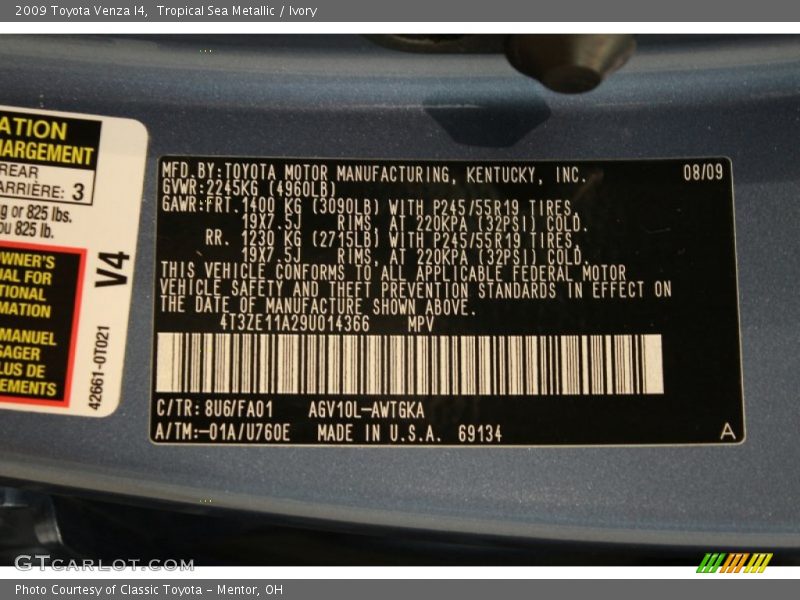 2009 Toyota Venza I4,  Tropical Sea Metallic / Ivory
ATION
HARGEMENT
REAR
ARRIÈRE: 3
kg or 825 lbs.
ou 825 lb.
OWNER'S
UAL FOR
TIONAL
MATION
MANUEL
SAGER
LUS DE
EMENTS
V4
42661-0T021
MFD.BY:TOYOTA MOTOR MANUFACTURING, KENTUCKY, INC. 08/09
GVWR:2245KG (4960LB)
GAWR:FRT.1400 KG (3090LB) WITH P245/55R19 TIRES,
19X7.5J RIMS, AT 220KPA (32PSI) COLD.
RR. 1230 KG (2715LB) WITH P245/55R19 TIRES,
19X7.5J RIMS, AT 220KPA (32PSI) COLD.
THIS VEHICLE CONFORMS TO ALL APPLICABLE FEDERAL MOTOR
VEHICLE SAFETY AND THEFT PREVENTION STANDARDS IN EFFECT ON
THE DATE OF MANUFACTURE SHOWN ABOVE.
4T3ZE11A29U014366 MPV
C/TR: 8U6/FA01 AGV10L-AWTGKA
A/TM:-01A/U760E MADE IN U.S.A. 69134 A
GTCARLOT.COM
Photo Courtesy of Classic Toyota - Mentor, OH